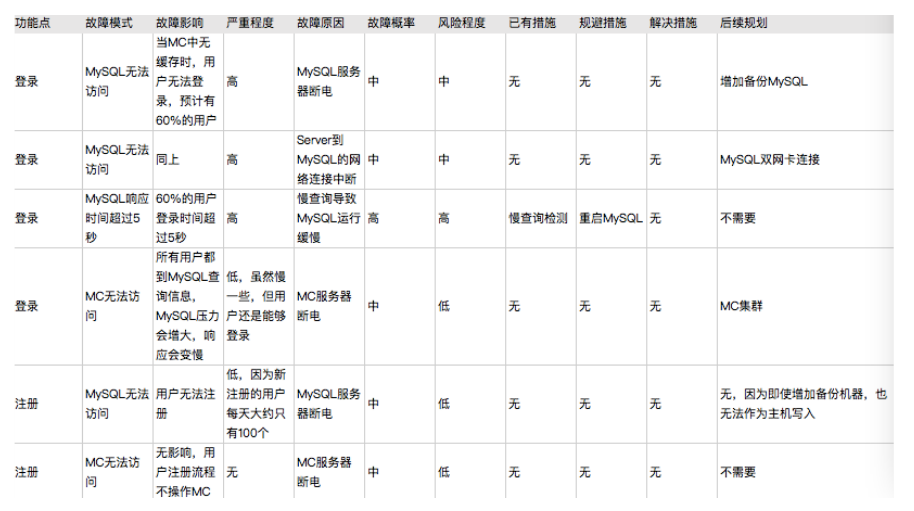 功能点 故障模式 故障影响 严重程度 故障原因 故障概率 风险程度 已有措施 规避措施 解决措施 后续规划
登录
MySQL无法
访问
当MC中无
缓存时，用
户无法登
录，预计有
60%的用户
高
MySQL服务
器断电
中
中
无
无
无
增加备份MySQL
登录
MySQL无法
访问
同上
高
Server到
MySQL的网
络连接中断
中
中
无
无
无
MySQL双网卡连接
登录
MySQL响应
时间超过5
秒
60%的用户
登录时间超
过5秒
高
慢查询导致
MySQL运行
缓慢
高
高
慢查询检测
重启MySQL
无
不需要
登录
MC无法访
问
所有用户都
到MySQL查
询信息，
MySQL压力
会增大，响
应会变慢
低，虽然慢
一些，但用
户还是能够
登录
MC服务器
断电
中
低
无
无
无
MC集群
注册
MySQL无法
访问
用户无法注
册
低，因为新
注册的用户
每天大约只
有100个
MySQL服务
器断电
中
低
无
无
无
无，因为即使增加备份机器，也
无法作为主机写入
注册
MC无法访
问
无影响，用
户注册流程
不操作MC
无
MC服务器
断电
中
低
无
无
无
不需要